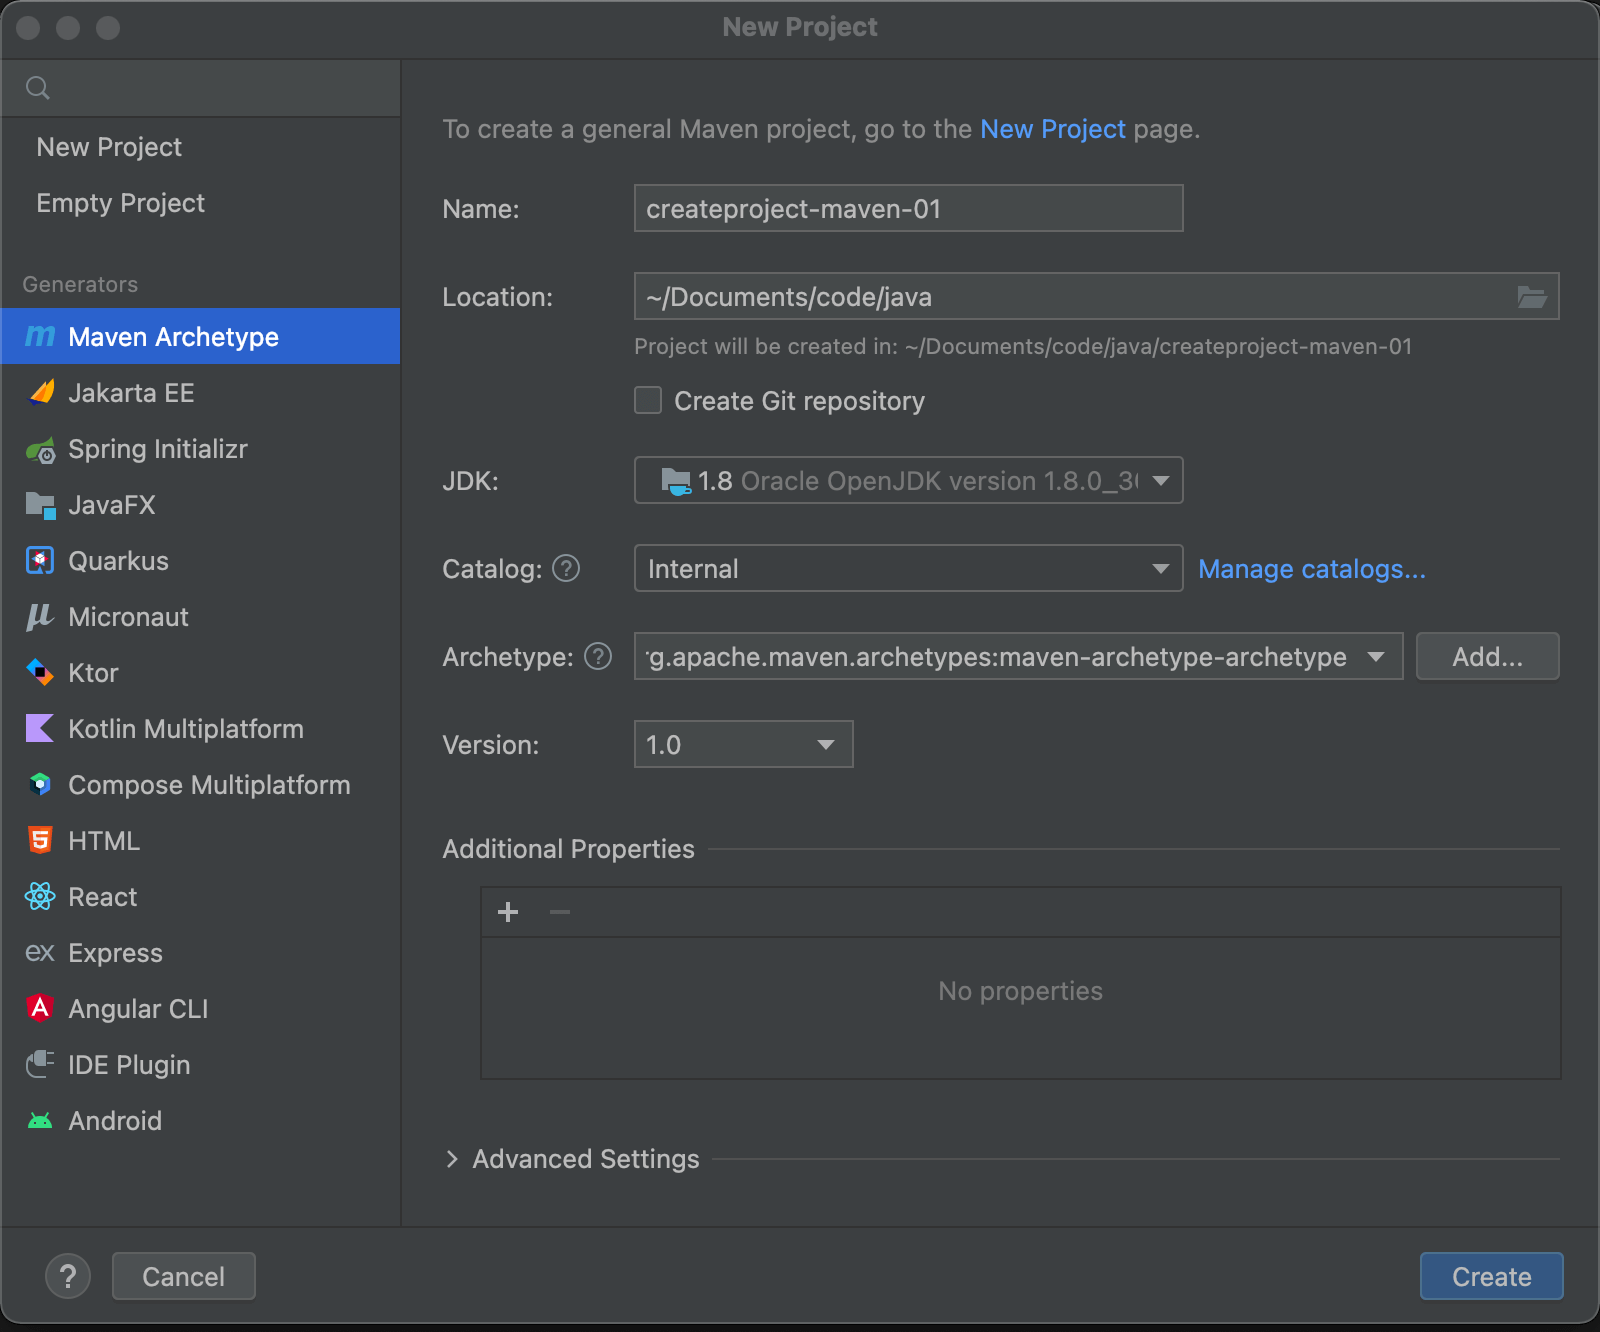 New Project
New Project
Empty Project
Generators
Maven Archetype
Jakarta EE
Spring Initializr
JavaFX
Quarkus
Micronaut
Ktor
Kotlin Multiplatform
Compose Multiplatform
HTML
React
Express
Angular CLI
IDE Plugin
Android
To create a general Maven project, go to the New Project page.
Name: createproject-maven-01
Location: ~/Documents/code/java
Project will be created in: ~/Documents/code/java/createproject-maven-01
Create Git repository
JDK: 1.8 Oracle OpenJDK version 1.8.0_3
Catalog: ? Internal Manage catalogs...
Archetype: ? g.apache.maven.archetypes:maven-archetype-archetype Add...
Version: 1.0
Additional Properties
No properties
Advanced Settings
? Cancel Create